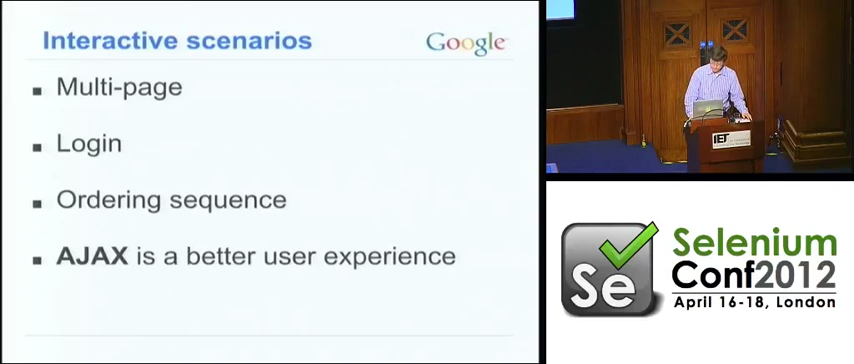 Interactive scenarios
Google
Multi-page
Login
Ordering sequence
AJAX is a better user experience
IET
Se
Selenium
Conf2012
April 16-18, London